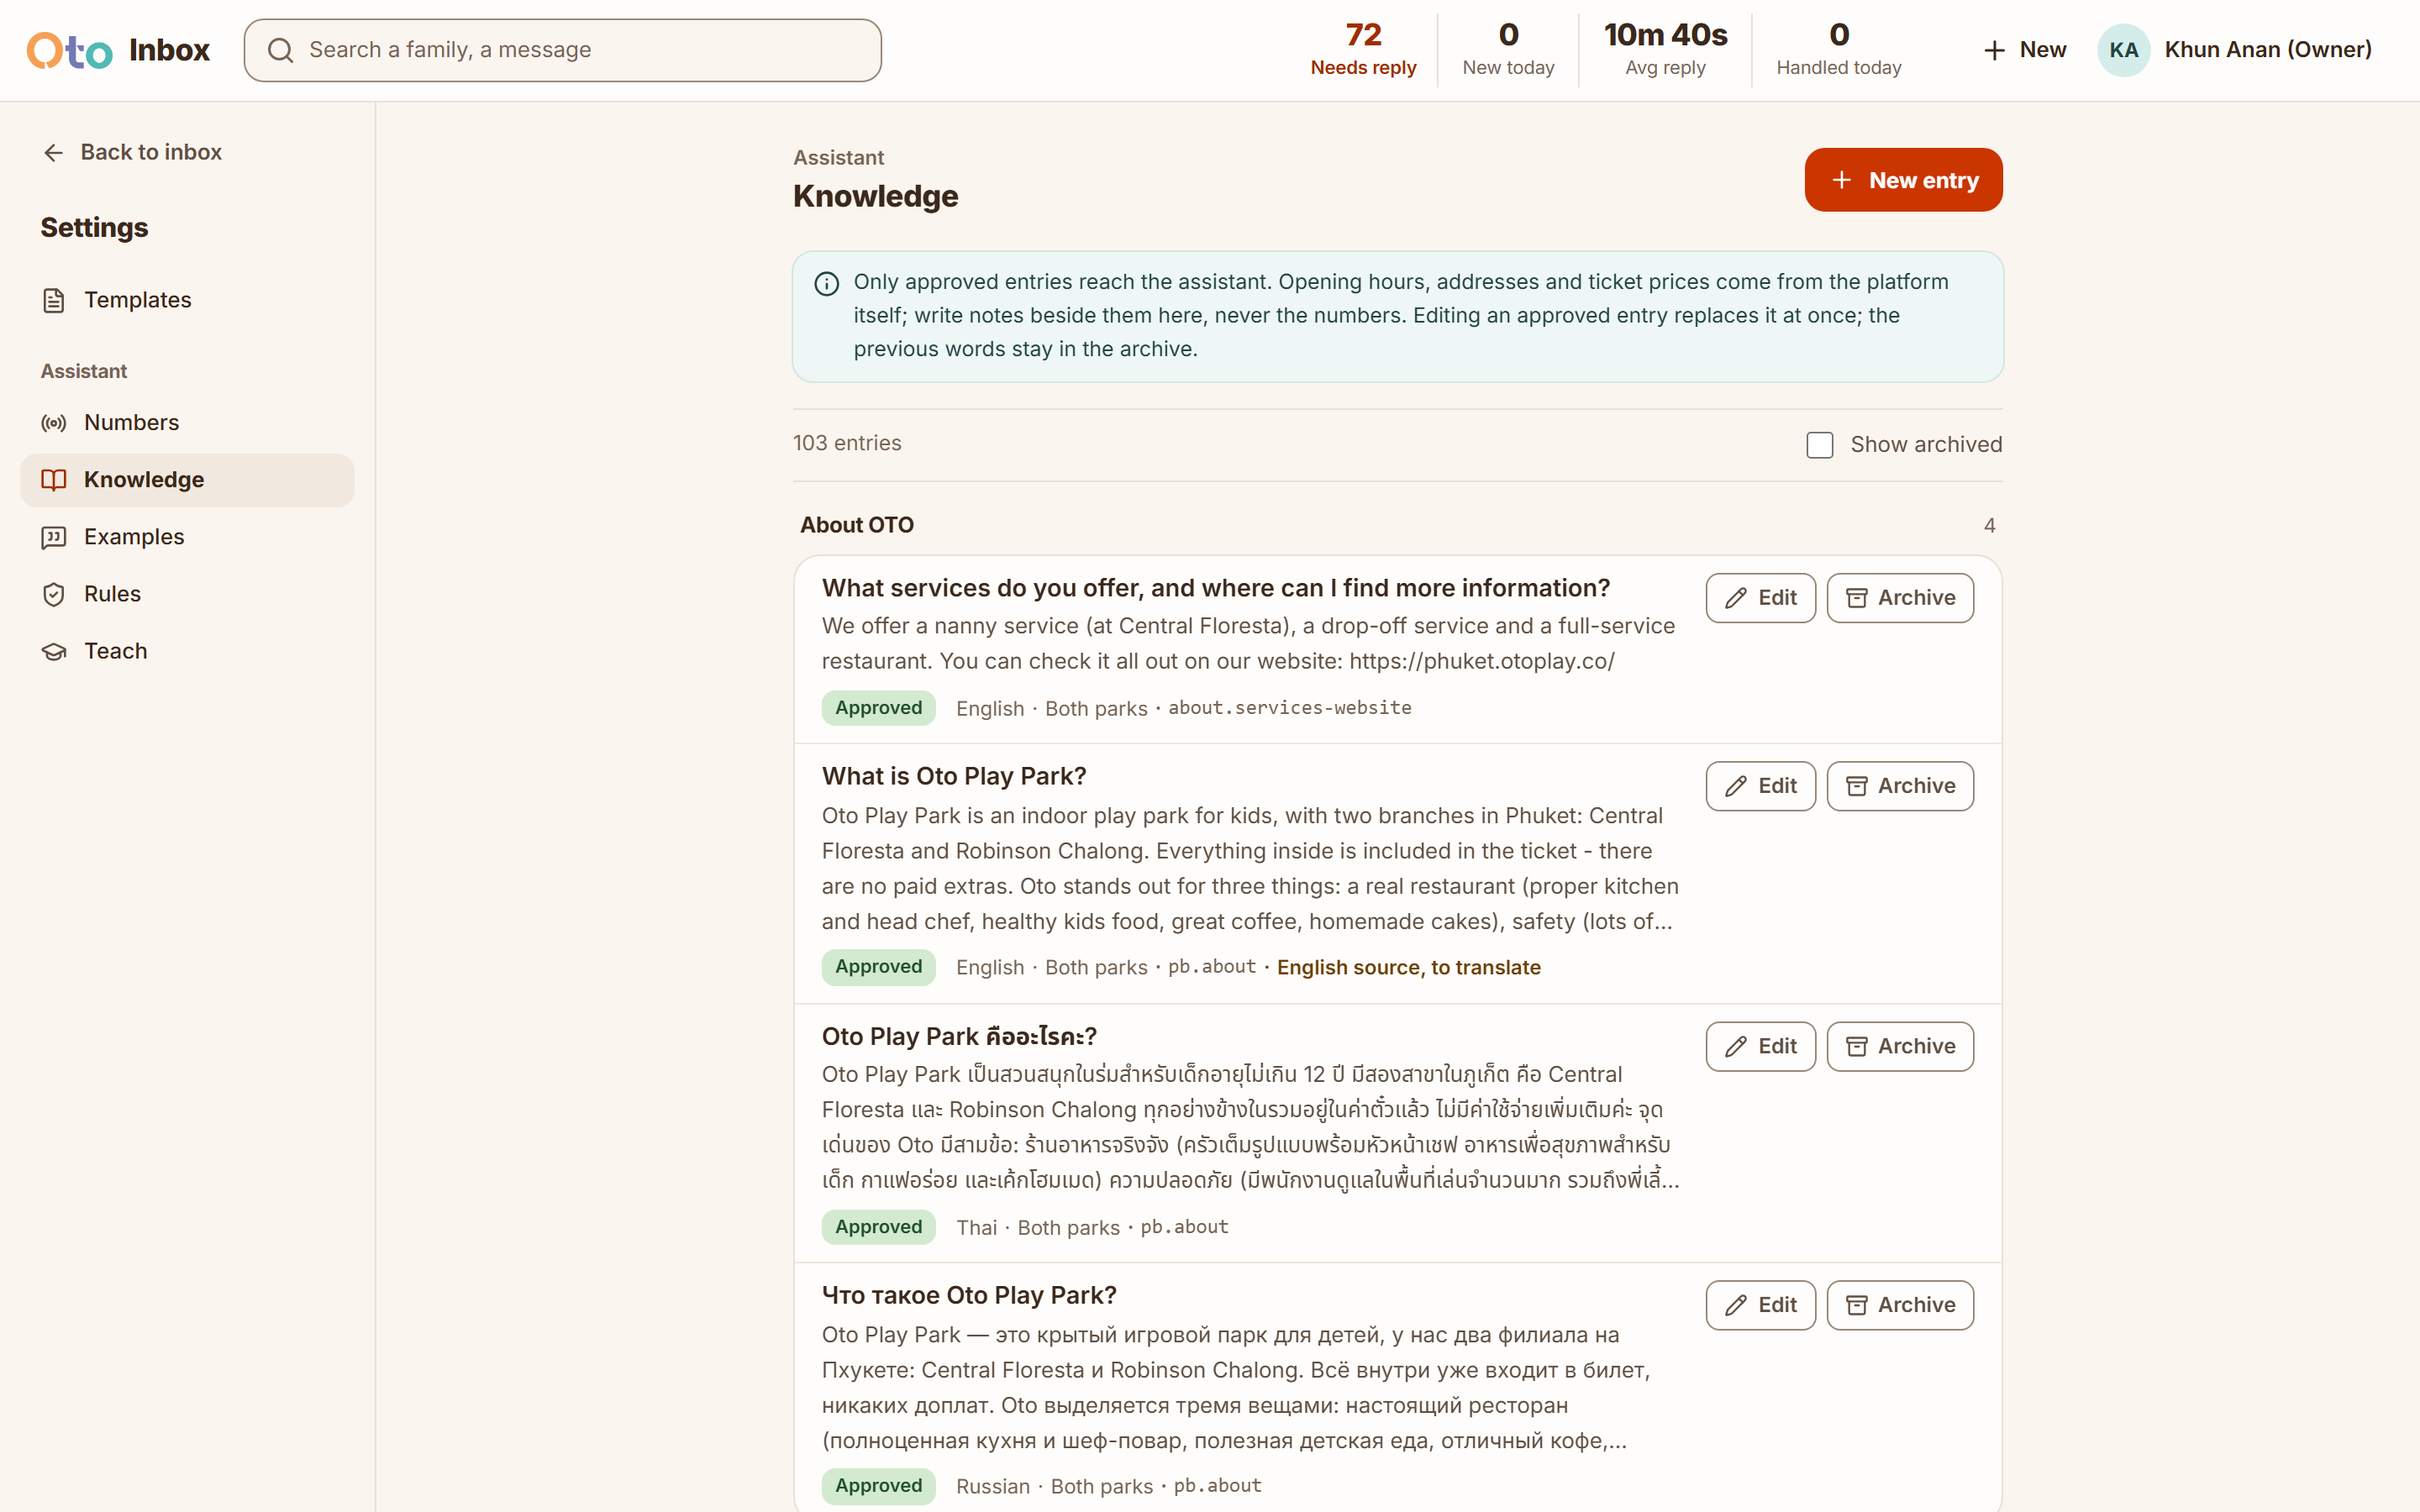 Oto Inbox
Search a family, a message
72
Needs reply
0
New today
10m 40s
Avg reply
0
Handled today
New
KA
Khun Anan (Owner)
Back to inbox
Settings
Templates
Assistant
Numbers
Knowledge
Examples
Rules
Teach
Assistant
Knowledge
New entry
Only approved entries reach the assistant. Opening hours, addresses and ticket prices come from the platform
itself; write notes beside them here, never the numbers. Editing an approved entry replaces it at once; the
previous words stay in the archive.
103 entries
Show archived
About OTO
4
What services do you offer, and where can I find more information?
Edit
Archive
We offer a nanny service (at Central Floresta), a drop-off service and a full-service
restaurant. You can check it all out on our website: https://phuket.otoplay.co/
Approved English · Both parks · about.services-website
What is Oto Play Park?
Edit
Archive
Oto Play Park is an indoor play park for kids, with two branches in Phuket: Central
Floresta and Robinson Chalong. Everything inside is included in the ticket - there
are no paid extras. Oto stands out for three things: a real restaurant (proper kitchen
and head chef, healthy kids food, great coffee, homemade cakes), safety (lots of...
Approved English · Both parks · pb.about · English source, to translate
Oto Play Park คืออะไรคะ?
Edit
Archive
Oto Play Park เป็นสวนสนุกในร่มสำหรับเด็กอายุไม่เกิน 12 ปี มีสองสาขาในภูเก็ต คือ Central
Floresta และ Robinson Chalong ทุกอย่างข้างในรวมอยู่ในค่าตั๋วแล้ว ไม่มีค่าใช้จ่ายเพิ่มเติมค่ะ จุด
เด่นของ Oto มีสามข้อ: ร้านอาหารจริงจัง (ครัวเต็มรูปแบบพร้อมหัวหน้าเชฟ อาหารเพื่อสุขภาพสำหรับ
เด็ก กาแฟอร่อย และเค้กโฮมเมด) ความปลอดภัย (มีพนักงานดูแลในพื้นที่เล่นจำนวนมาก รวมถึงพี่เลี้...
Approved Thai · Both parks · pb.about
Что такое Oto Play Park?
Edit
Archive
Oto Play Park — это крытый игровой парк для детей, у нас два филиала на
Пхукете: Central Floresta и Robinson Chalong. Всё внутри уже входит в билет,
никаких доплат. Oto выделяется тремя вещами: настоящий ресторан
(полноценная кухня и шеф-повар, полезная детская еда, отличный кофе,...
Approved Russian · Both parks · pb.about